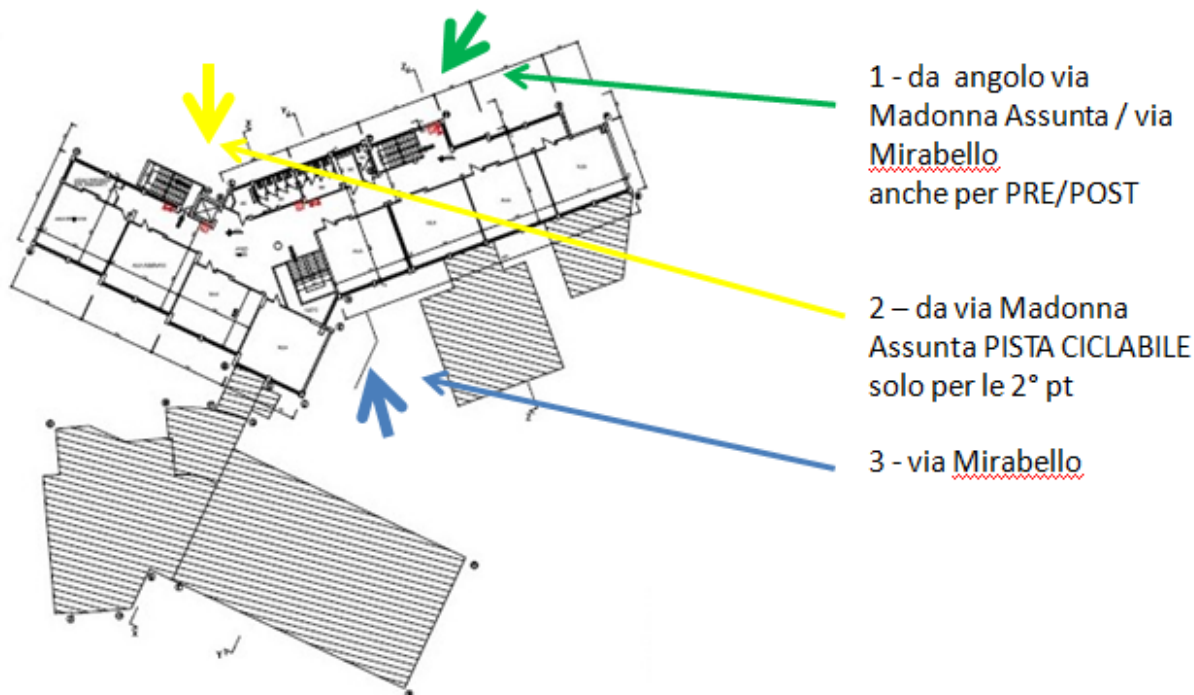 1 - da angolo via
Madonna Assunta / via
Mirabello
anche per PRE/POST
2 – da via Madonna
Assunta PISTA CICLABILE
solo per le 2° pt
3 - via Mirabello